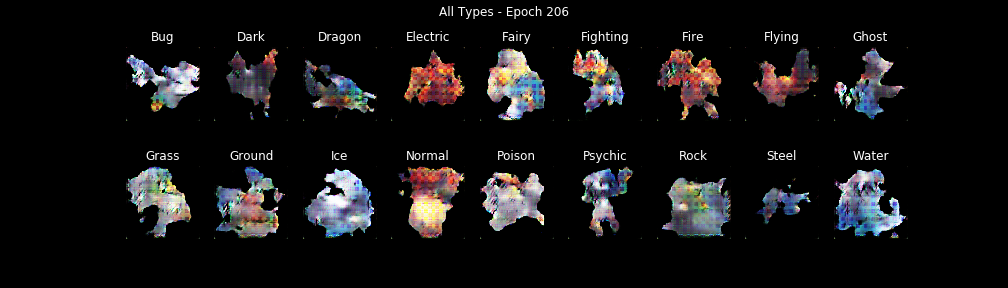 All Types - Epoch 206
Bug Dark Dragon Electric Fairy Fighting Fire Flying Ghost
Grass Ground Ice Normal Poison Psychic Rock Steel Water